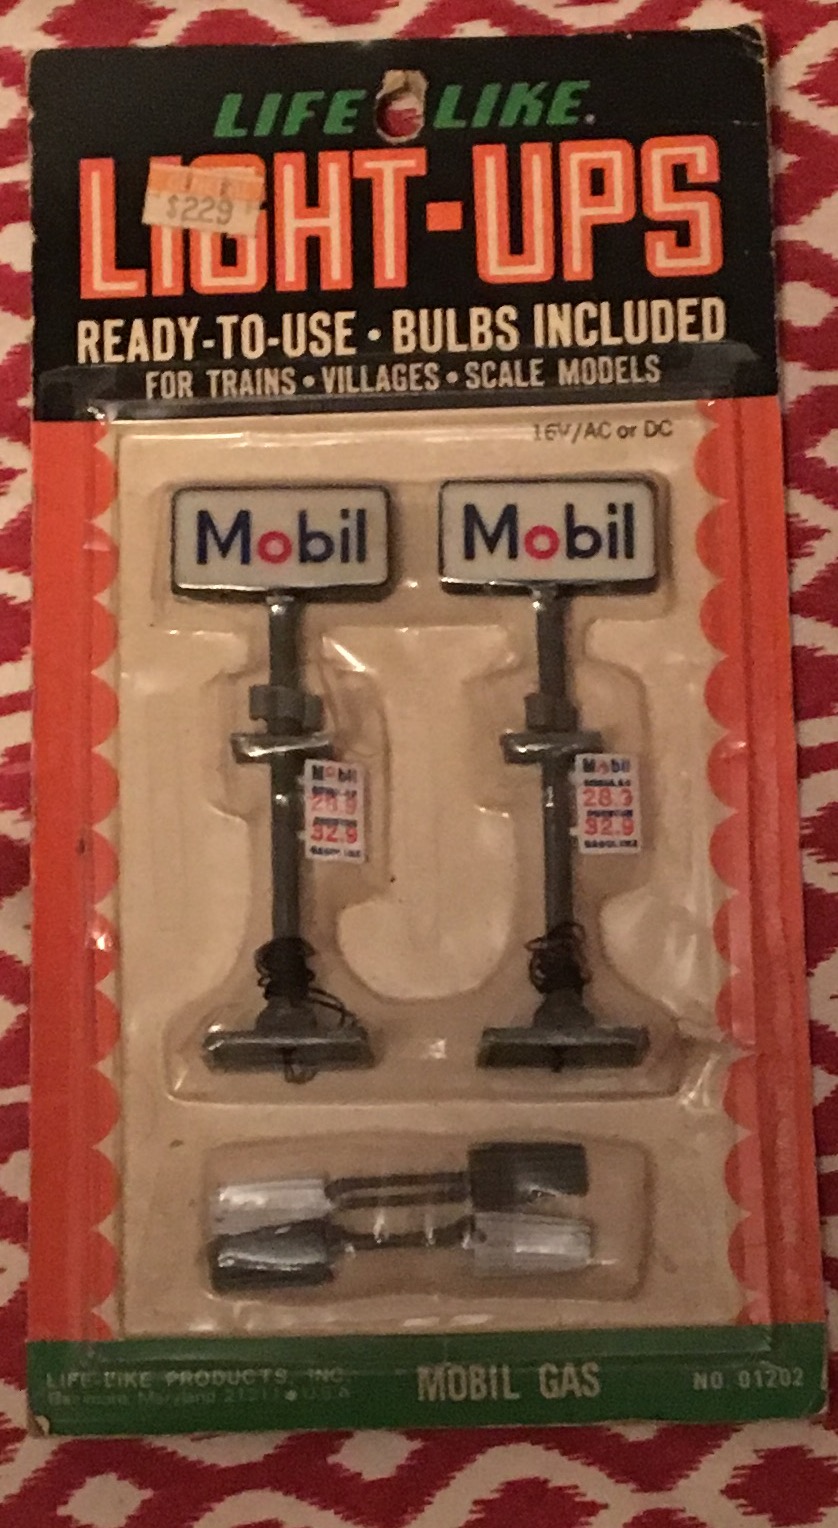 LIFE LIKE.
LIGHT-UPS
$2.29
READY-TO-USE • BULBS INCLUDED
FOR TRAINS • VILLAGES • SCALE MODELS
16V/AC or DC
Mobil
Mobil
Mobil
28.9
32.9
Mobil
28.9
32.9
LIFE-LIKE PRODUCTS, INC.
Baltimore, Maryland 21211 • U.S.A.
MOBIL GAS
NO. 01202